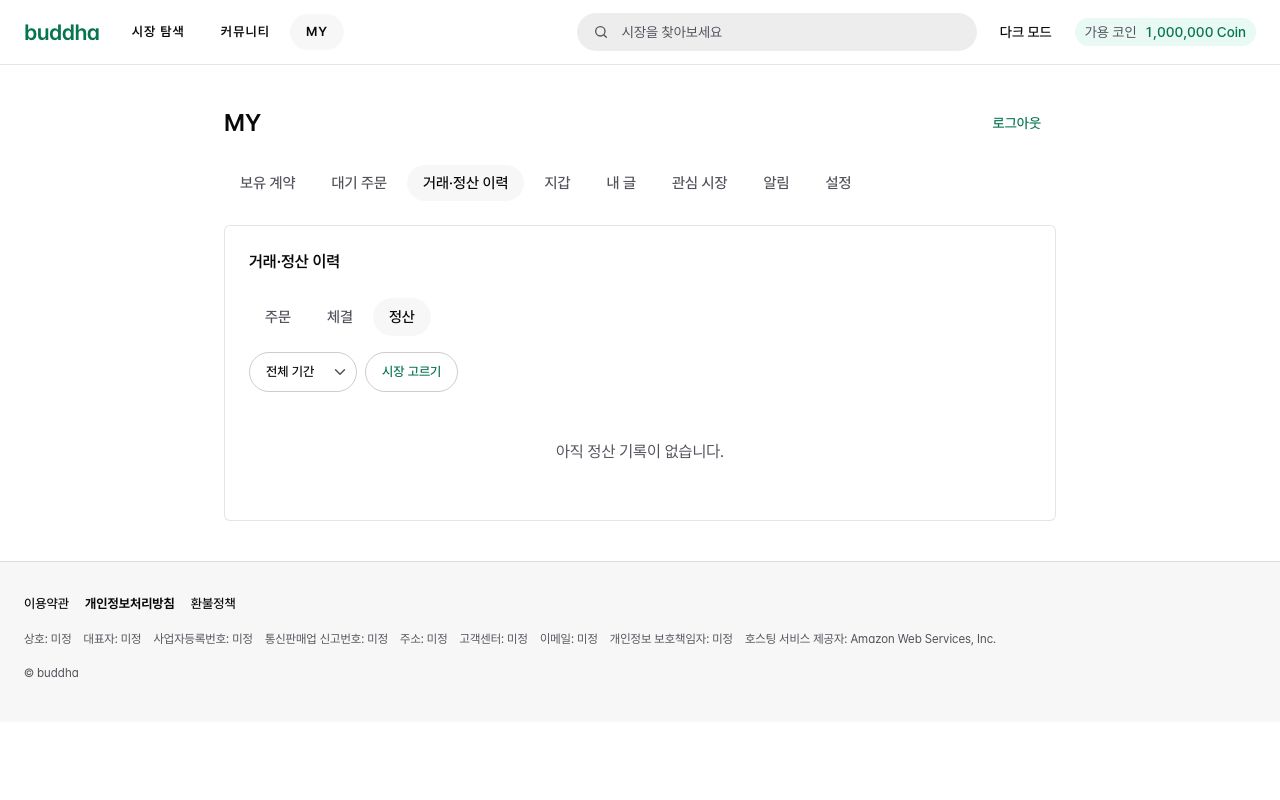 buddha 시장 탐색 커뮤니티 MY 시장을 찾아보세요 다크 모드 가용 코인 1,000,000 Coin
MY 로그아웃
보유 계약 대기 주문 거래·정산 이력 지갑 내 글 관심 시장 알림 설정
거래·정산 이력
주문 체결 정산
전체 기간 시장 고르기
아직 정산 기록이 없습니다.
이용약관 개인정보처리방침 환불정책
상호: 미정 대표자: 미정 사업자등록번호: 미정 통신판매업 신고번호: 미정 주소: 미정 고객센터: 미정 이메일: 미정 개인정보 보호책임자: 미정 호스팅 서비스 제공자: Amazon Web Services, Inc.
© buddha